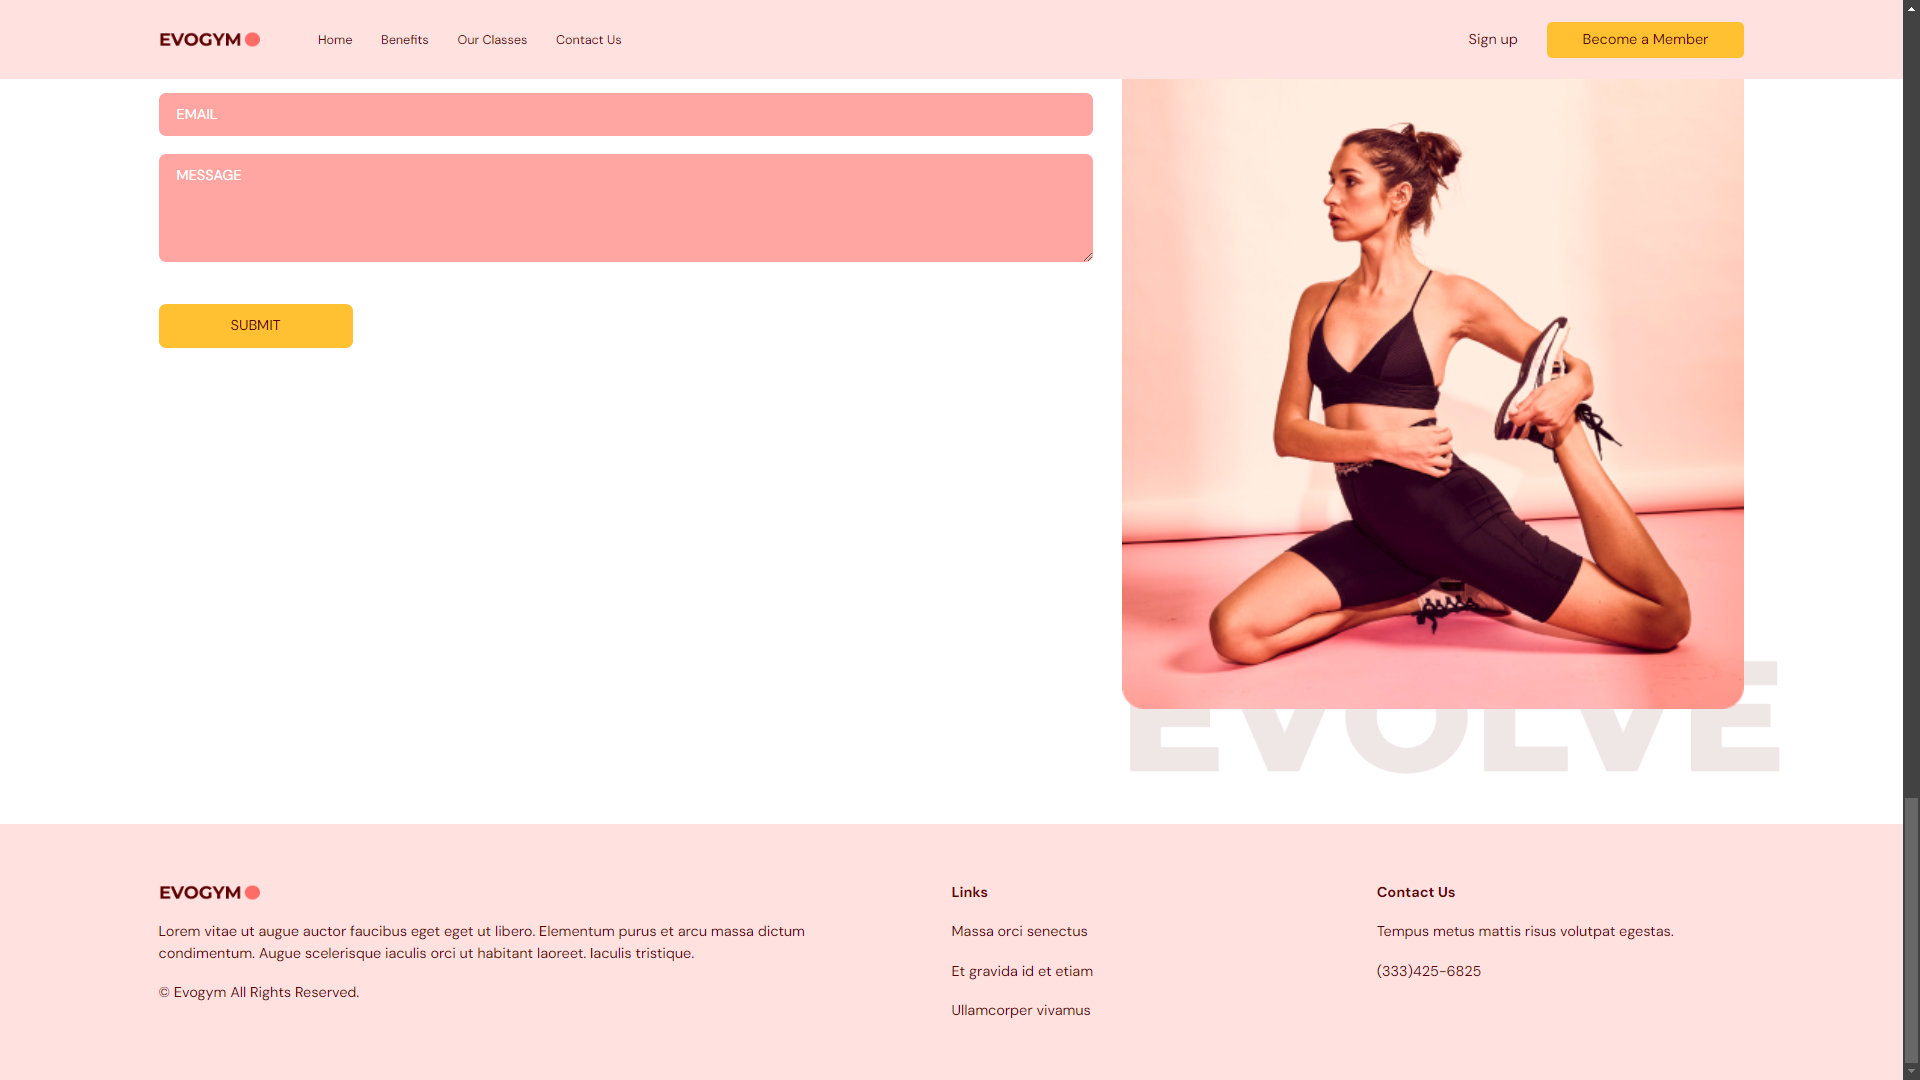 EVOGYM
Home Benefits Our Classes Contact Us
Sign up
Become a Member
EMAIL
MESSAGE
SUBMIT
EVOLVE
EVOGYM
Lorem vitae ut augue auctor faucibus eget eget ut libero. Elementum purus et arcu massa dictum
condimentum. Augue scelerisque iaculis orci ut habitant laoreet. Iaculis tristique.
© Evogym All Rights Reserved.
Links
Massa orci senectus
Et gravida id et etiam
Ullamcorper vivamus
Contact Us
Tempus metus mattis risus volutpat egestas.
(333)425-6825